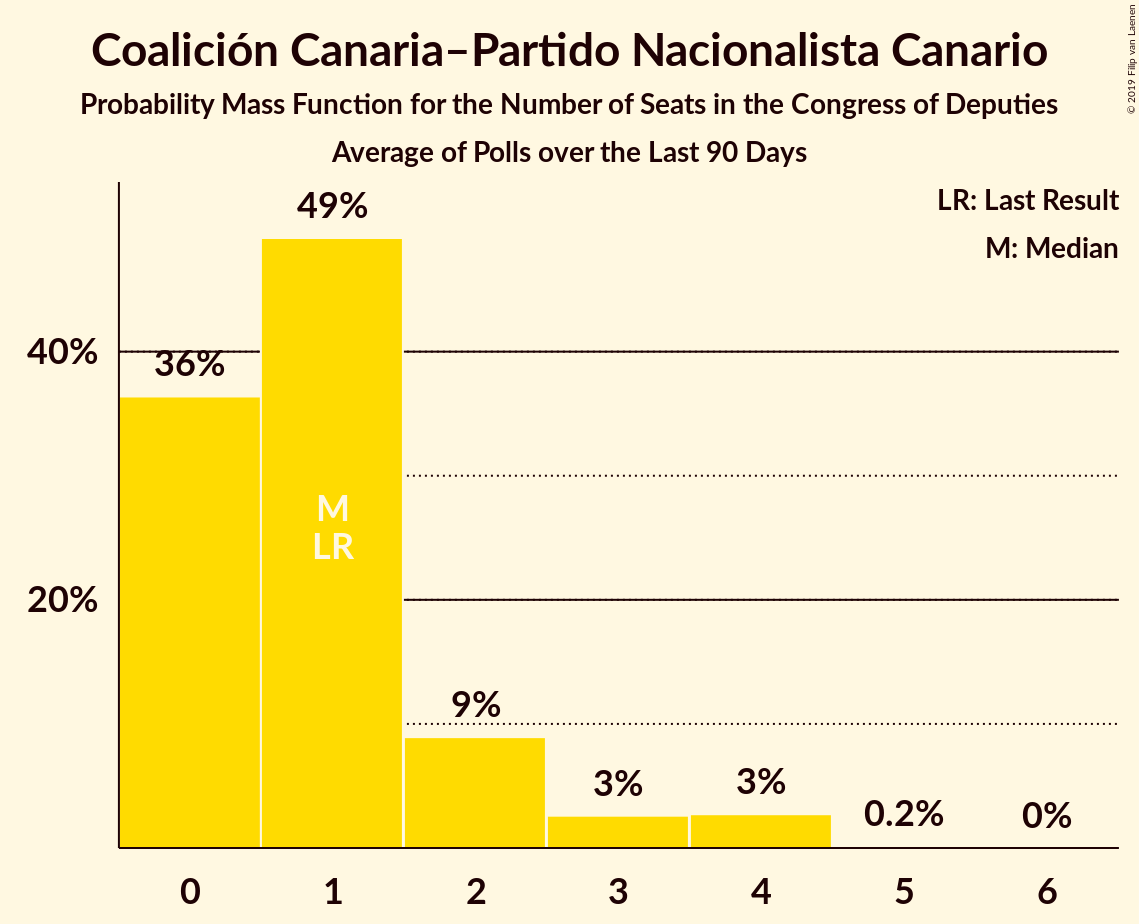 Coalición Canaria–Partido Nacionalista Canario
Probability Mass Function for the Number of Seats in the Congress of Deputies
Average of Polls over the Last 90 Days
© 2019 Filip van Laenen
LR: Last Result
M: Median
49%
40%
36%
M
LR
20%
9%
3%
3%
0.2%
0%
0 1 2 3 4 5 6